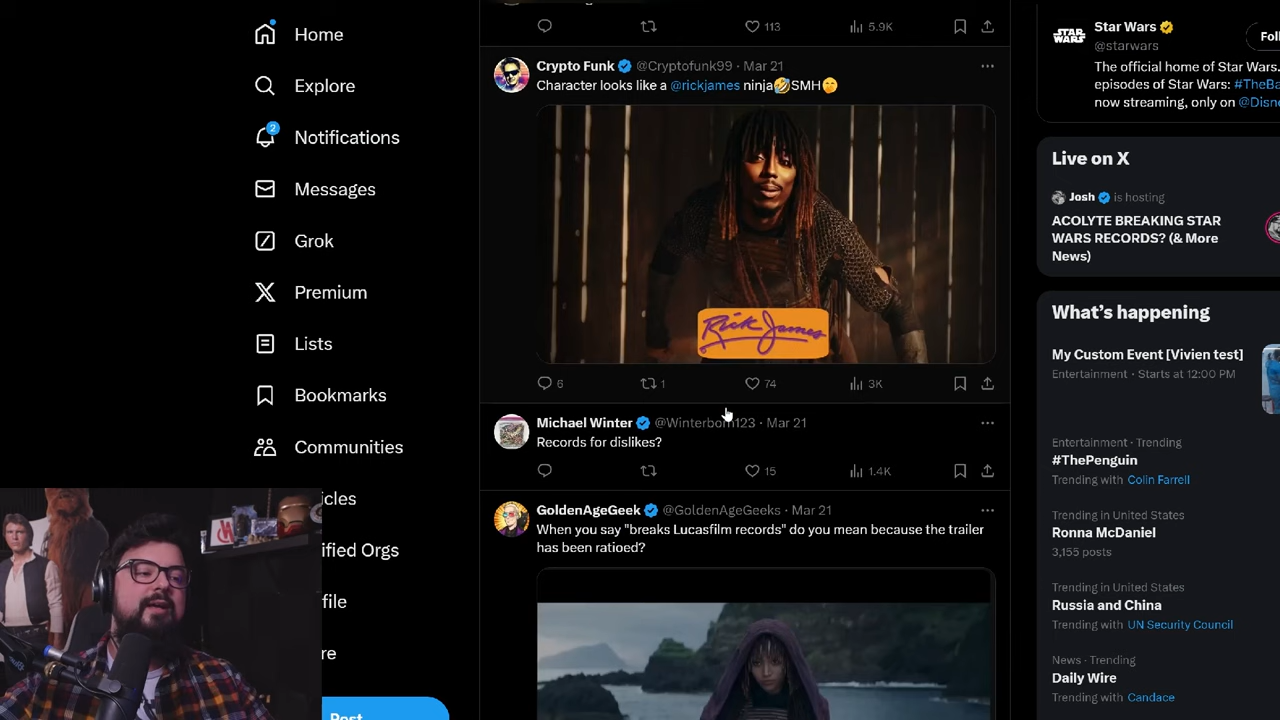 Home
Explore
2
Notifications
Messages
Grok
Premium
Lists
Bookmarks
Communities
Post
113
5.9K
Crypto Funk @Cryptofunk99 · Mar 21
Character looks like a @rickjames ninja🤣SMH🤭
Rick James
6
1
74
3K
Michael Winter @Winterborn123 · Mar 21
Records for dislikes?
15
1.4K
GoldenAgeGeek @GoldenAgeGeeks · Mar 21
When you say "breaks Lucasfilm records" do you mean because the trailer
has been ratioed?
STAR WARS
Star Wars
@starwars
The official home of Star Wars.
episodes of Star Wars: #TheBa
now streaming, only on @Disn
Live on X
Josh is hosting
ACOLYTE BREAKING STAR
WARS RECORDS? (& More
News)
What's happening
My Custom Event [Vivien test]
Entertainment · Starts at 12:00 PM
Entertainment · Trending
#ThePenguin
Trending with Colin Farrell
Trending in United States
Ronna McDaniel
3,155 posts
Trending in United States
Russia and China
Trending with UN Security Council
News · Trending
Daily Wire
Trending with Candace